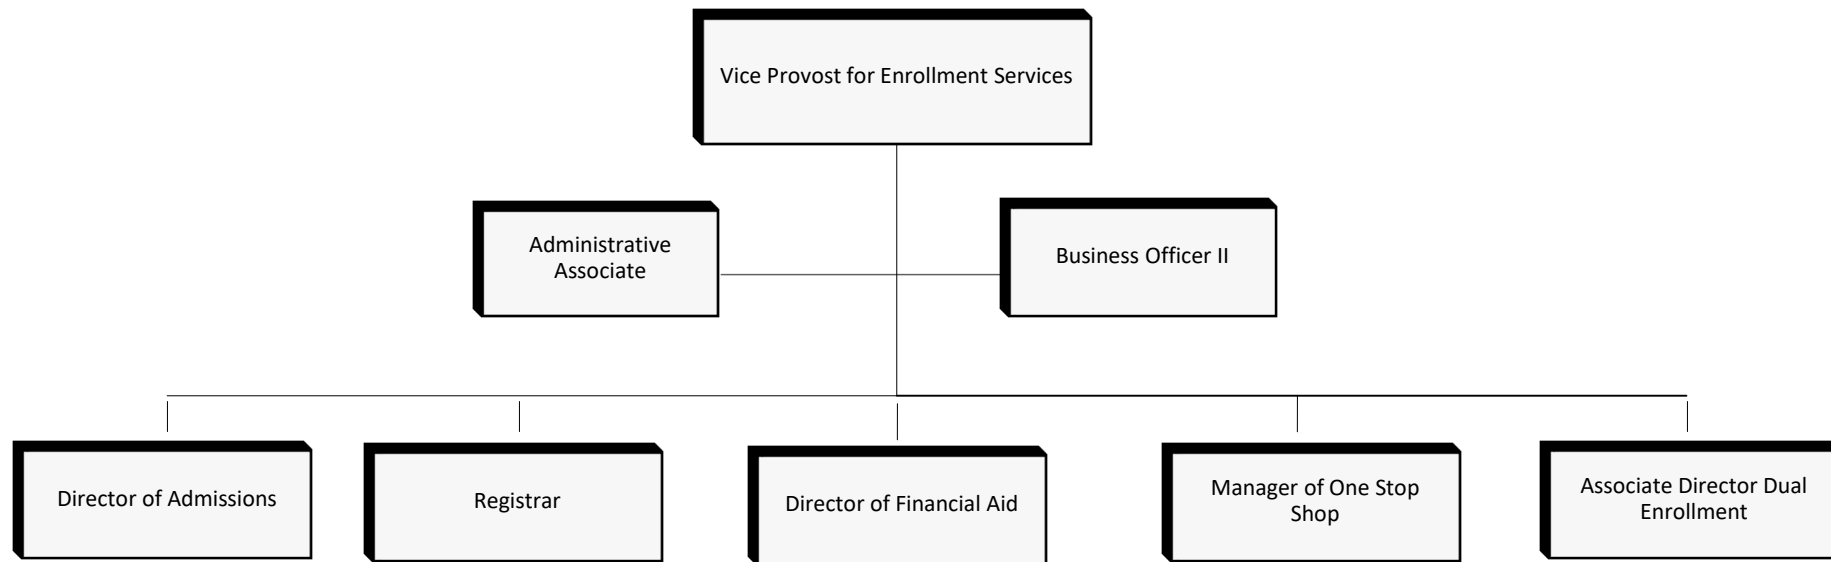 Vice Provost for Enrollment Services
Administrative
Associate
Business Officer II
Director of Admissions
Registrar
Director of Financial Aid
Manager of One Stop
Shop
Associate Director Dual
Enrollment